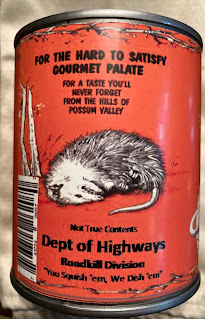 FOR THE HARD TO SATISFY
GOURMET PALATE
FOR A TASTE YOU'LL
NEVER FORGET
FROM THE HILLS OF
POSSUM VALLEY
Not True Contents
Dept of Highways
Roadkill Division
"You Squish 'em, We Dish 'em"